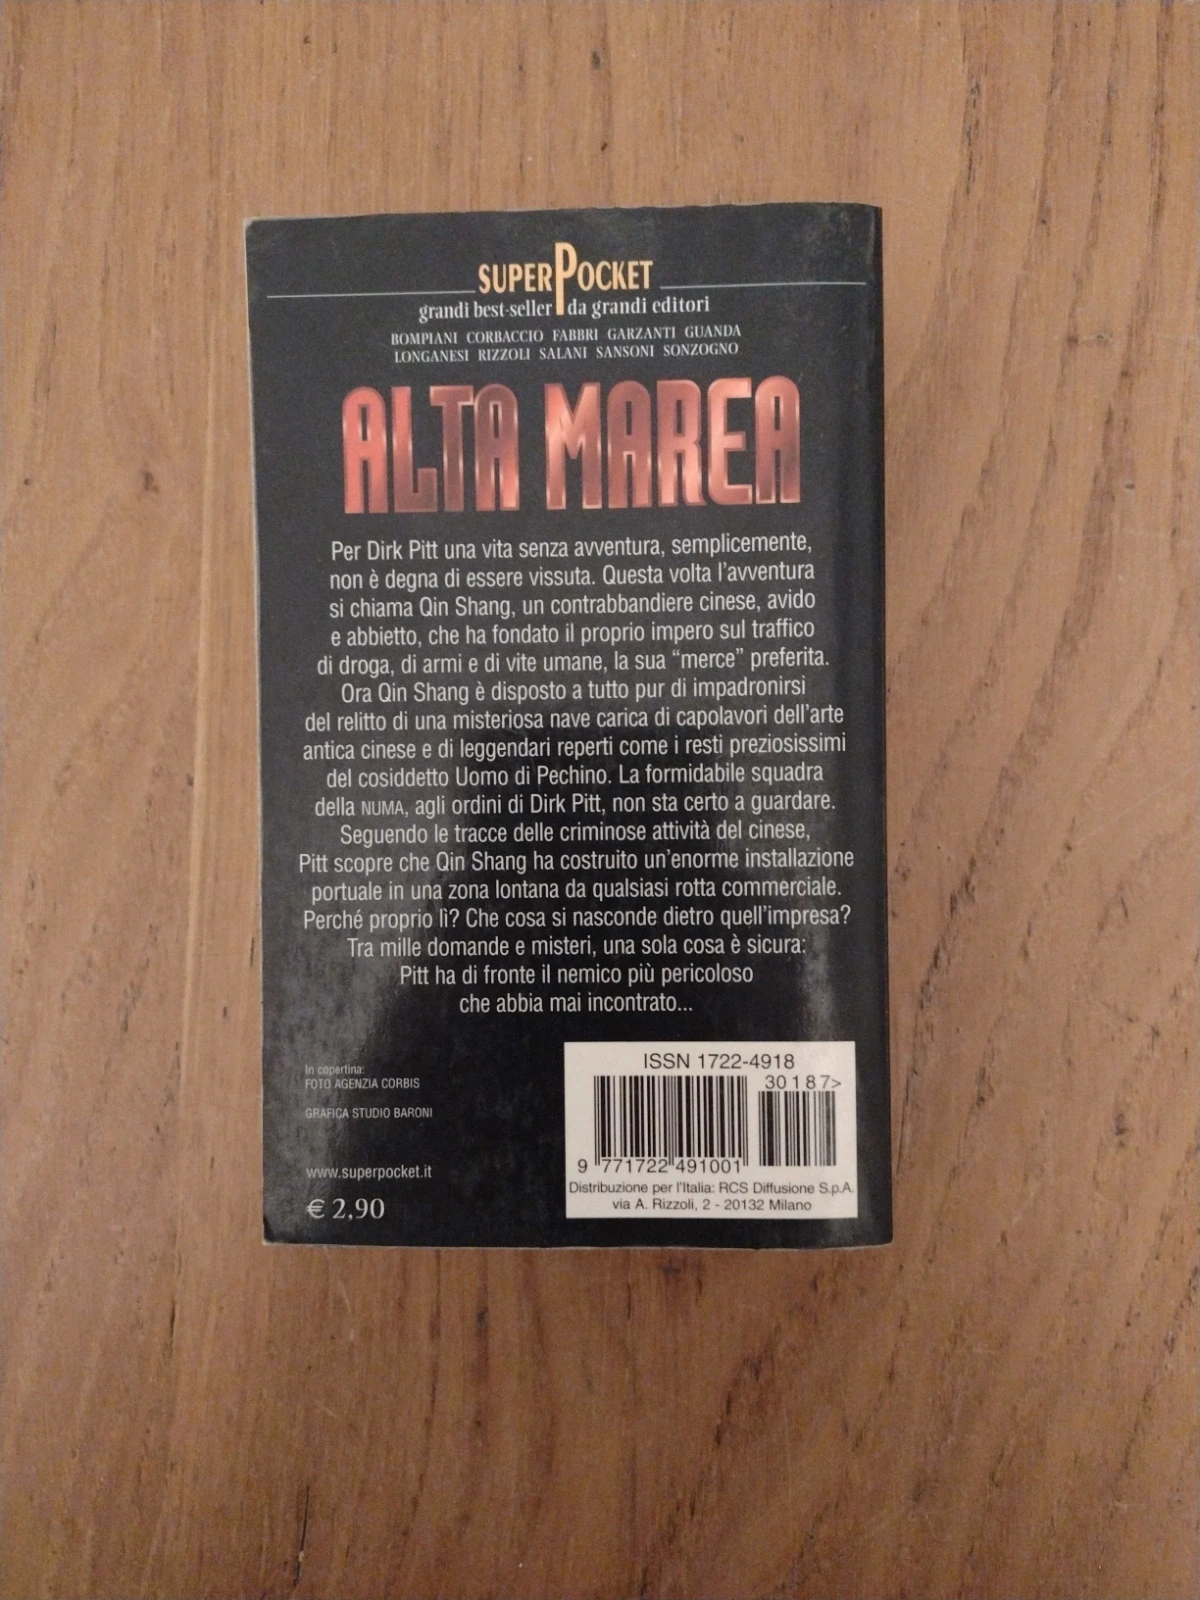 SUPERPOCKET
grandi best-seller da grandi editori
BOMPIANI CORBACCIO FABBRI GARZANTI GUANDA
LONGANESI RIZZOLI SALANI SANSONI SONZOGNO
ALTA MAREA
Per Dirk Pitt una vita senza avventura, semplicemente,
non è degna di essere vissuta. Questa volta l'avventura
si chiama Qin Shang, un contrabbandiere cinese, avido
e abbietto, che ha fondato il proprio impero sul traffico
di droga, di armi e di vite umane, la sua “merce” preferita.
Ora Qin Shang è disposto a tutto pur di impadronirsi
del relitto di una misteriosa nave carica di capolavori dell'arte
antica cinese e di leggendari reperti come i resti preziosissimi
del cosiddetto Uomo di Pechino. La formidabile squadra
della NUMA, agli ordini di Dirk Pitt, non sta certo a guardare.
Seguendo le tracce delle criminose attività del cinese,
Pitt scopre che Qin Shang ha costruito un'enorme installazione
portuale in una zona lontana da qualsiasi rotta commerciale.
Perché proprio lì? Che cosa si nasconde dietro quell'impresa?
Tra mille domande e misteri, una sola cosa è sicura:
Pitt ha di fronte il nemico più pericoloso
che abbia mai incontrato...
In copertina:
FOTO AGENZIA CORBIS
GRAFICA STUDIO BARONI
www.superpocket.it
€ 2,90
ISSN 1722-4918
30187>
9 771722 491001
Distribuzione per l'Italia: RCS Diffusione S.p.A.
via A. Rizzoli, 2 - 20132 Milano